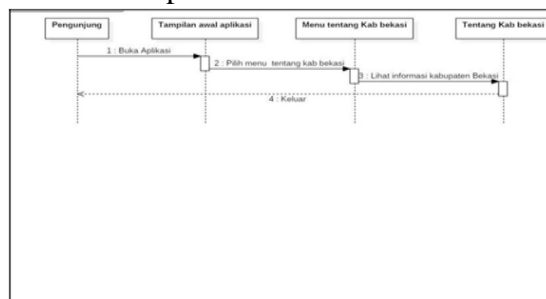 Pengunjung
Tampilan awal aplikasi
Menu tentang Kab bekasi
Tentang Kab bekasi
1 : Buka Aplikasi
2 : Pilih menu tentang kab bekasi
3 : Lihat informasi kabupaten Bekasi
4 : Keluar